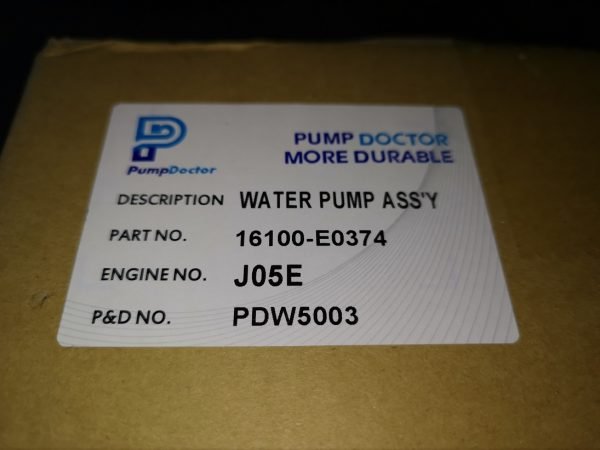 PumpDoctor
PUMP DOCTOR
MORE DURABLE
DESCRIPTION WATER PUMP ASS'Y
PART NO. 16100-E0374
ENGINE NO. J05E
P&D NO. PDW5003